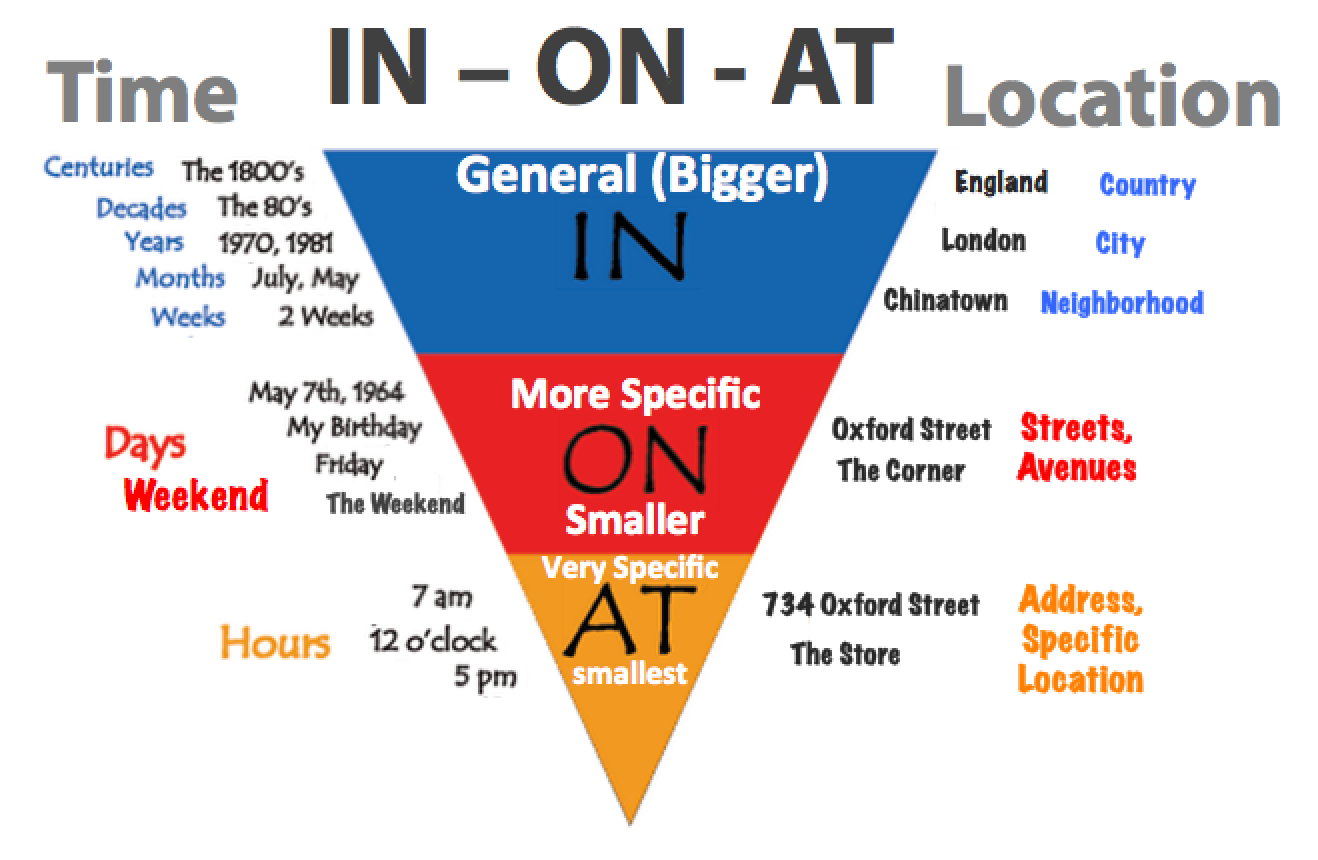 IN – ON - AT
Time
Location
Centuries The 1800's
Decades The 80's
Years 1970, 1981
Months July, May
Weeks 2 Weeks
General (Bigger)
IN
England Country
London City
Chinatown Neighborhood
May 7th, 1964
My Birthday
Days
Friday
Weekend
The Weekend
More Specific
ON
Smaller
Oxford Street
The Corner
Streets,
Avenues
7 am
Hours 12 o'clock
5 pm
Very Specific
AT
smallest
734 Oxford Street
The Store
Address,
Specific
Location